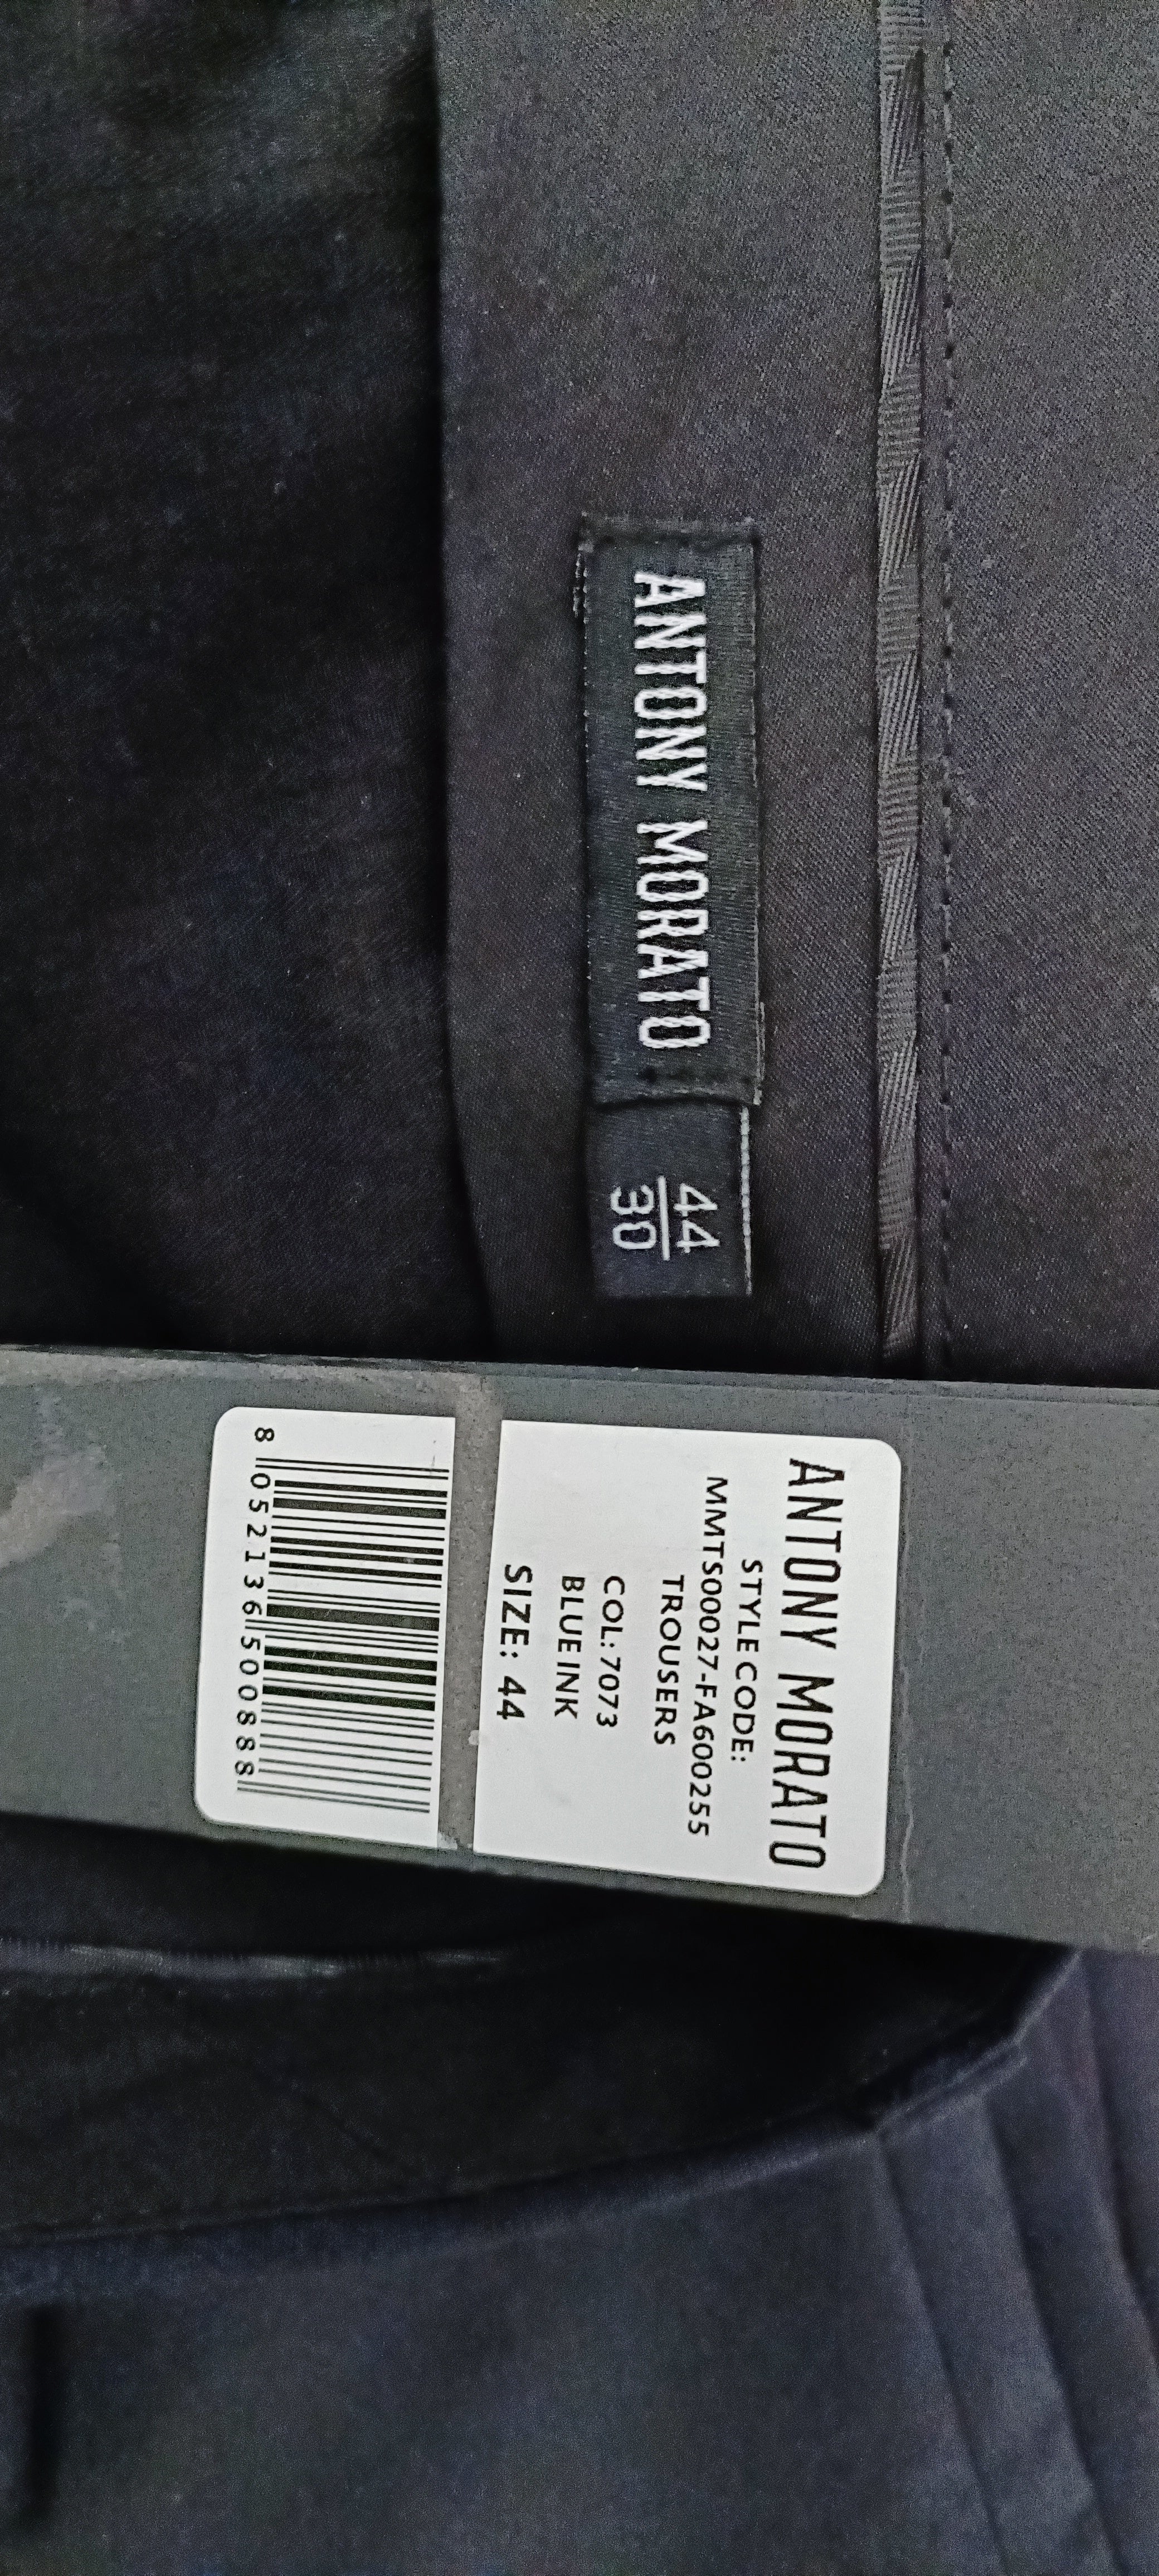 ANTONY MORATO
44
30
ANTONY MORATO
STYLE CODE:
MMTS00027-FA600255
TROUSERS
COL: 7073
BLUE INK
SIZE: 44
8 052136 500888